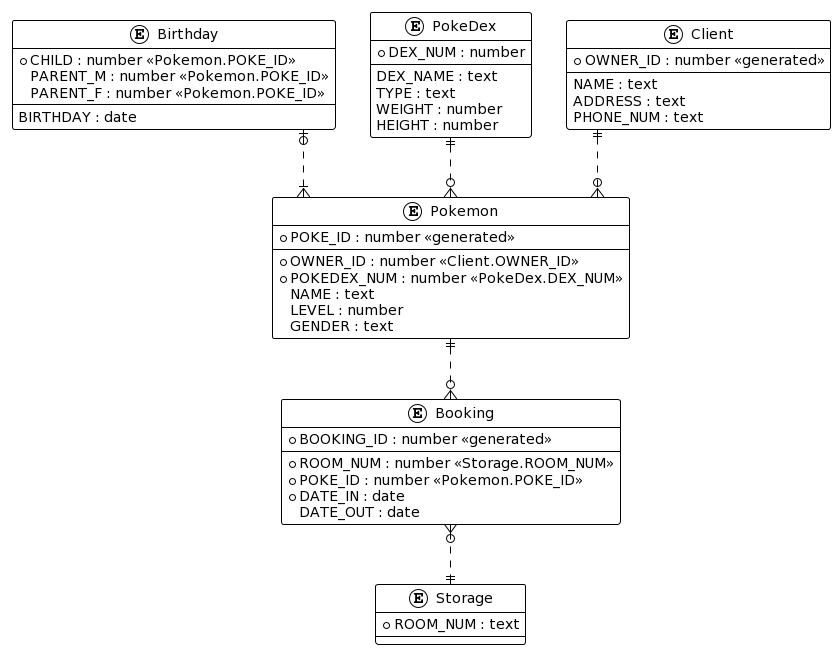 E Birthday
CHILD : number «Pokemon.POKE_ID»
PARENT_M : number «Pokemon.POKE_ID»
PARENT_F : number «Pokemon.POKE_ID»
BIRTHDAY : date
E PokeDex
DEX_NUM : number
DEX_NAME : text
TYPE : text
WEIGHT : number
HEIGHT : number
E Client
OWNER_ID : number «generated»
NAME : text
ADDRESS : text
PHONE_NUM : text
E Pokemon
POKE_ID : number «generated»
OWNER_ID : number «Client.OWNER_ID»
POKEDEX_NUM : number «PokeDex.DEX_NUM»
NAME : text
LEVEL : number
GENDER : text
E Booking
BOOKING_ID : number «generated»
ROOM_NUM : number «Storage.ROOM_NUM»
POKE_ID : number «Pokemon.POKE_ID»
DATE_IN : date
DATE_OUT : date
E Storage
ROOM_NUM : text